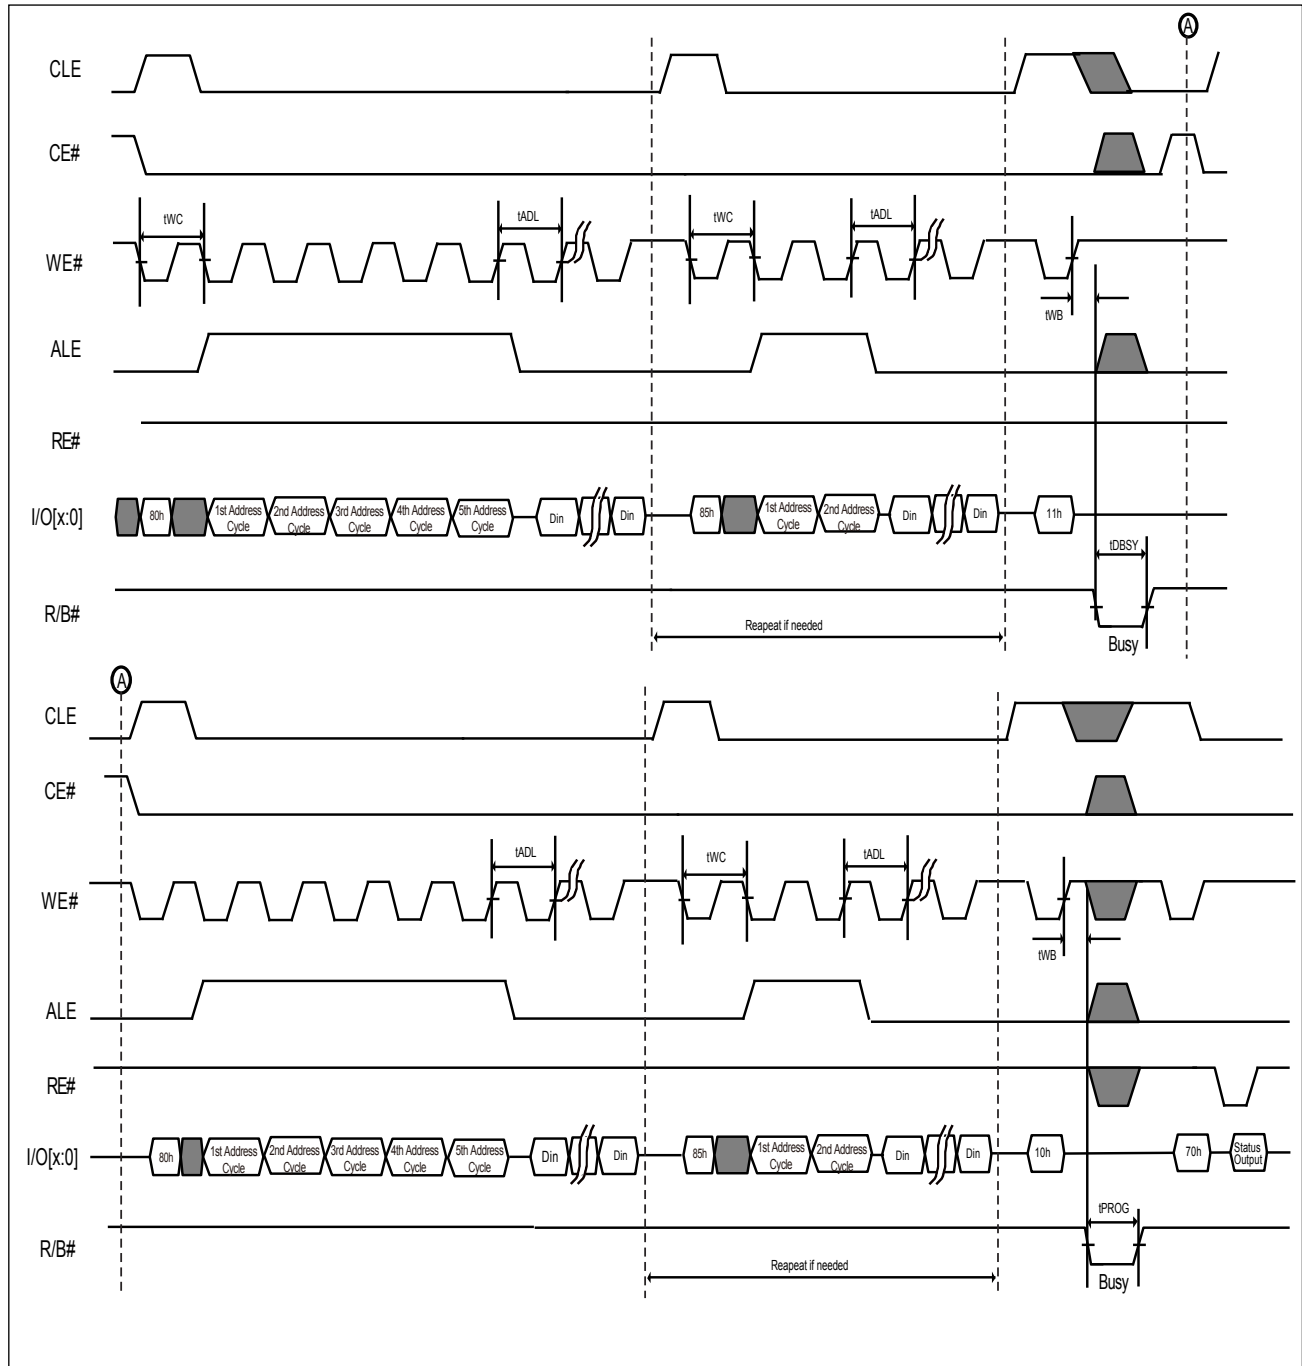 A
CLE
CE#
tWC
tADL
tWC
tADL
WE#
tWB
ALE
RE#
I/O[x:0]
80h
1st Address Cycle
2nd Address Cycle
3rd Address Cycle
4th Address Cycle
5th Address Cycle
Din
Din
85h
1st Address Cycle
2nd Address Cycle
Din
Din
11h
tDBSY
R/B#
Reapeat if needed
Busy
A
CLE
CE#
tADL
tWC
tADL
WE#
tWB
ALE
RE#
I/O[x:0]
80h
1st Address Cycle
2nd Address Cycle
3rd Address Cycle
4th Address Cycle
5th Address Cycle
Din
Din
85h
1st Address Cycle
2nd Address Cycle
Din
Din
10h
70h
Status Output
tPROG
R/B#
Reapeat if needed
Busy